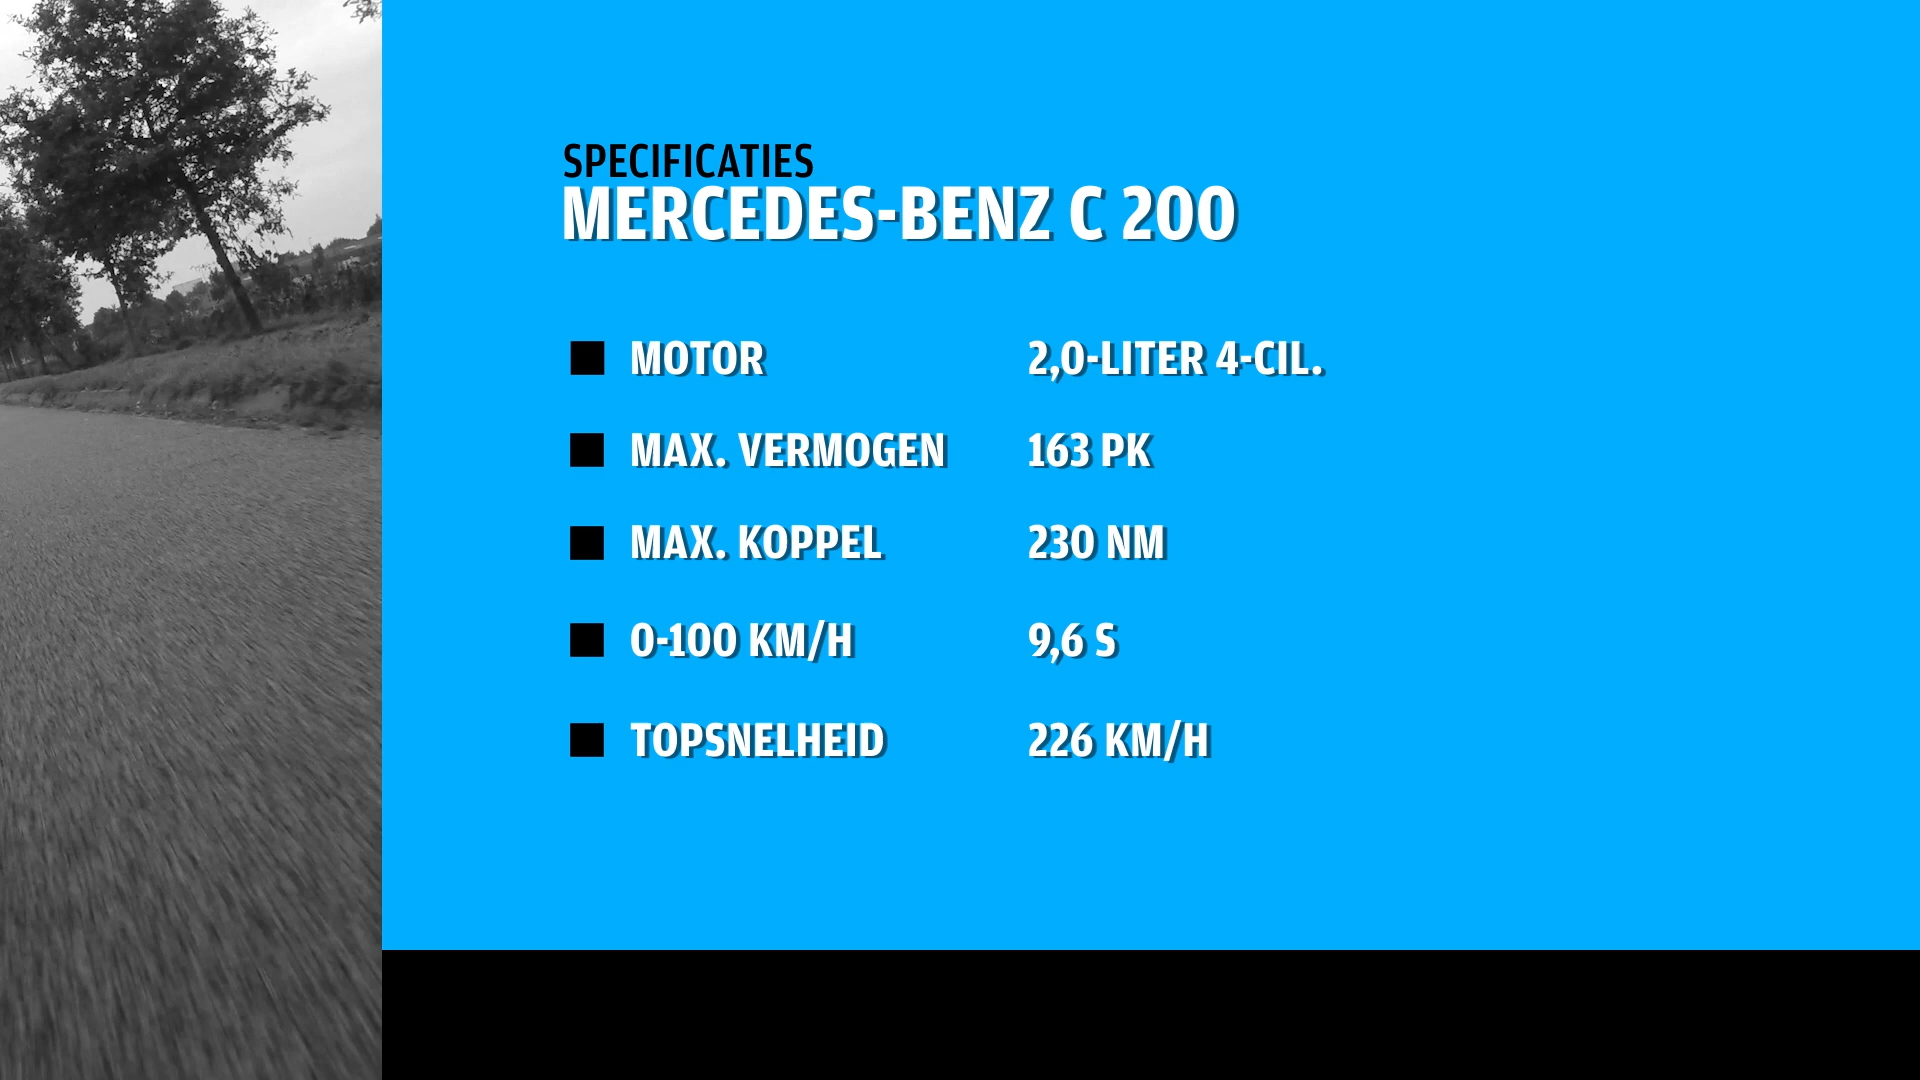 SPECIFICATIES
MERCEDES-BENZ C 200
MOTOR 2,0-LITER 4-CIL.
MAX. VERMOGEN 163 PK
MAX. KOPPEL 230 NM
0-100 KM/H 9,6 S
TOPSNELHEID 226 KM/H